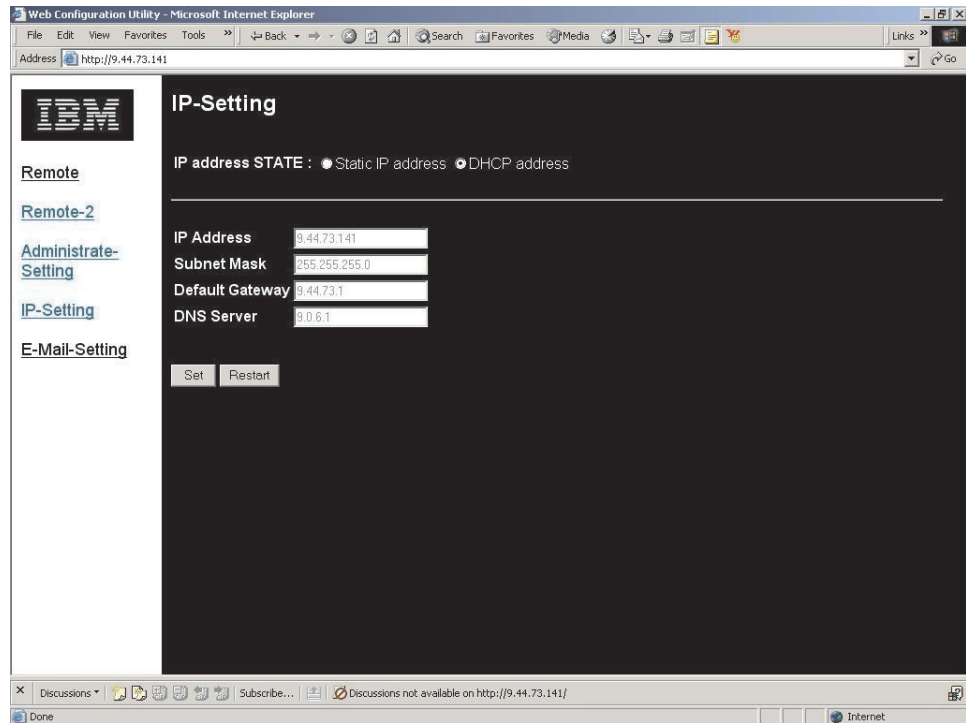 Web Configuration Utility - Microsoft Internet Explorer
File Edit View Favorites Tools » Back Search Favorites Media Links »
Address http://9.44.73.141 Go
IBM
Remote
Remote-2
Administrate-
Setting
IP-Setting
E-Mail-Setting
IP-Setting
IP address STATE : Static IP address DHCP address
IP Address 9.44.73.141
Subnet Mask 255.255.255.0
Default Gateway 9.44.73.1
DNS Server 9.0.6.1
Set Restart
Discussions Subscribe... Discussions not available on http://9.44.73.141/
Done Internet